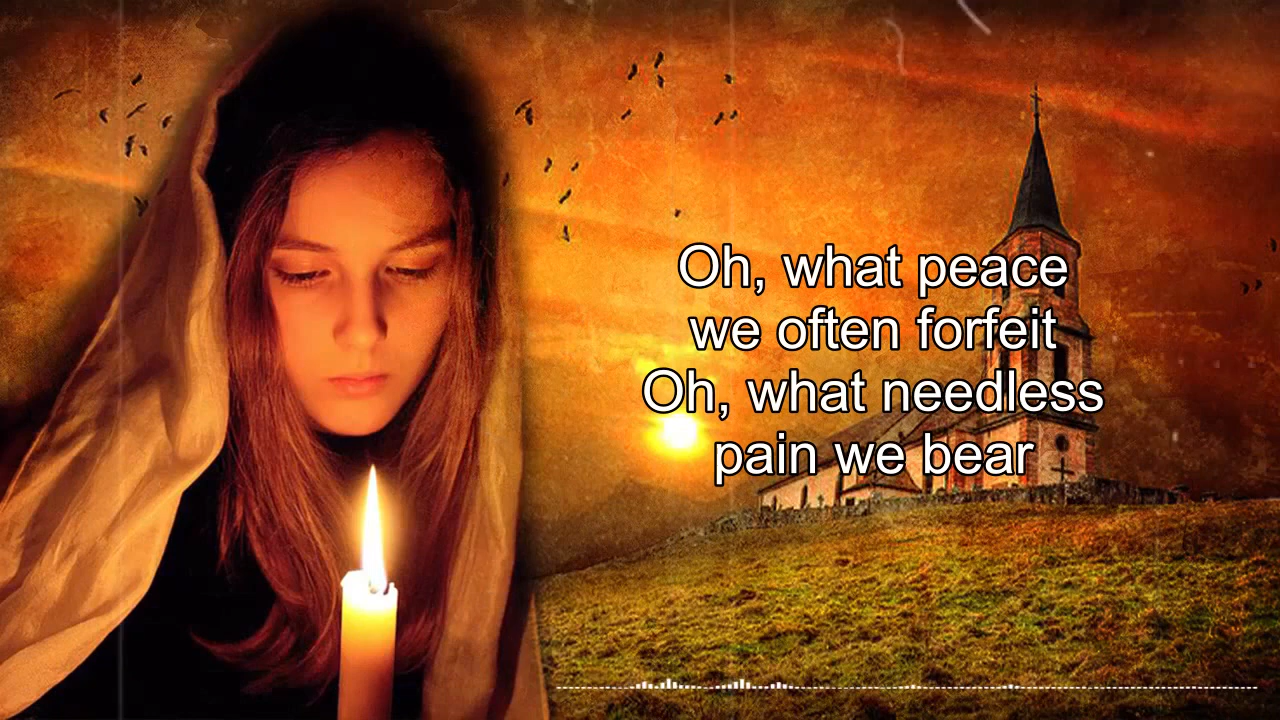 Oh, what peace
we often forfeit
Oh, what needless
pain we bear